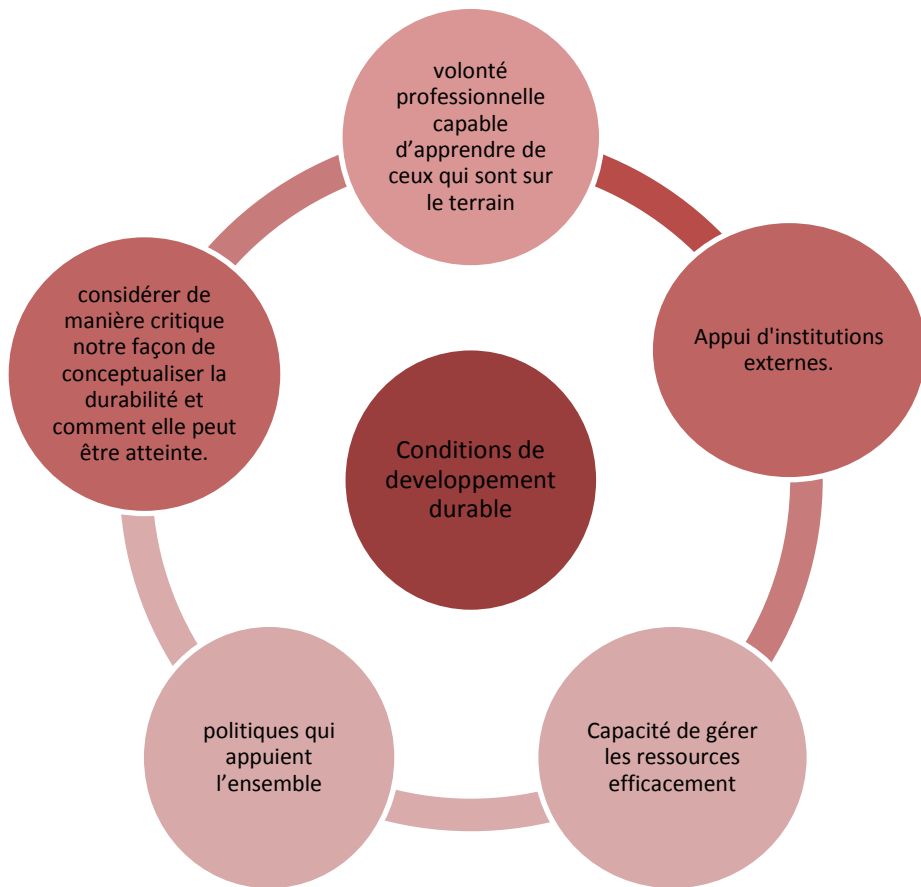 volonté
professionnelle
capable
d’apprendre de
ceux qui sont sur
le terrain
Appui d'institutions
externes.
Capacité de gérer
les ressources
efficacement
politiques qui
appuient
l’ensemble
considérer de
manière critique
notre façon de
conceptualiser la
durabilité et
comment elle peut
être atteinte.
Conditions de
developpement
durable